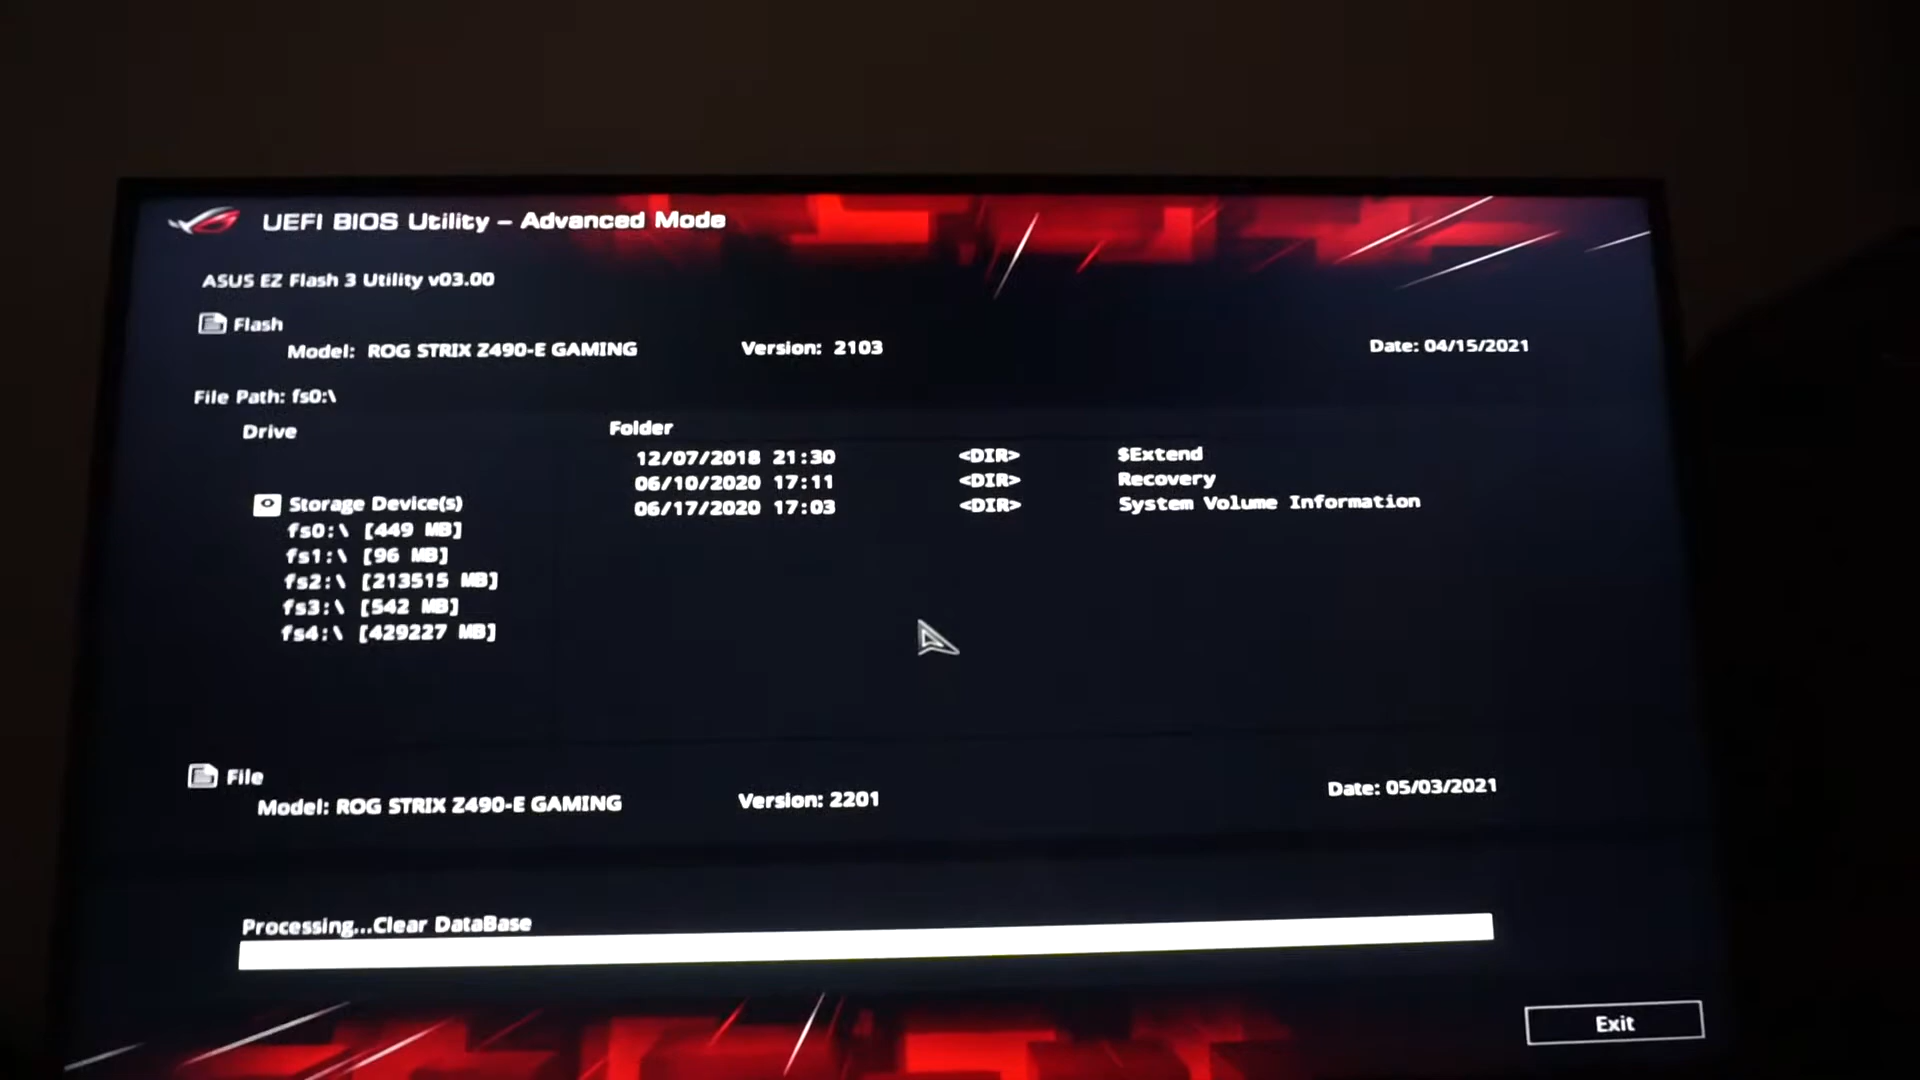 UEFI BIOS Utility – Advanced Mode
ASUS EZ Flash 3 Utility v03.00
Flash
Model: ROG STRIX Z490-E GAMING Version: 2103 Date: 04/15/2021
File Path: fs0:\
Drive Folder
12/07/2018 21:30 <DIR> $Extend
06/10/2020 17:11 <DIR> Recovery
06/17/2020 17:03 <DIR> System Volume Information
Storage Device(s)
fs0:\ [449 MB]
fs1:\ [96 MB]
fs2:\ [213515 MB]
fs3:\ [542 MB]
fs4:\ [429227 MB]
File
Model: ROG STRIX Z490-E GAMING Version: 2201 Date: 05/03/2021
Processing...Clear DataBase
Exit